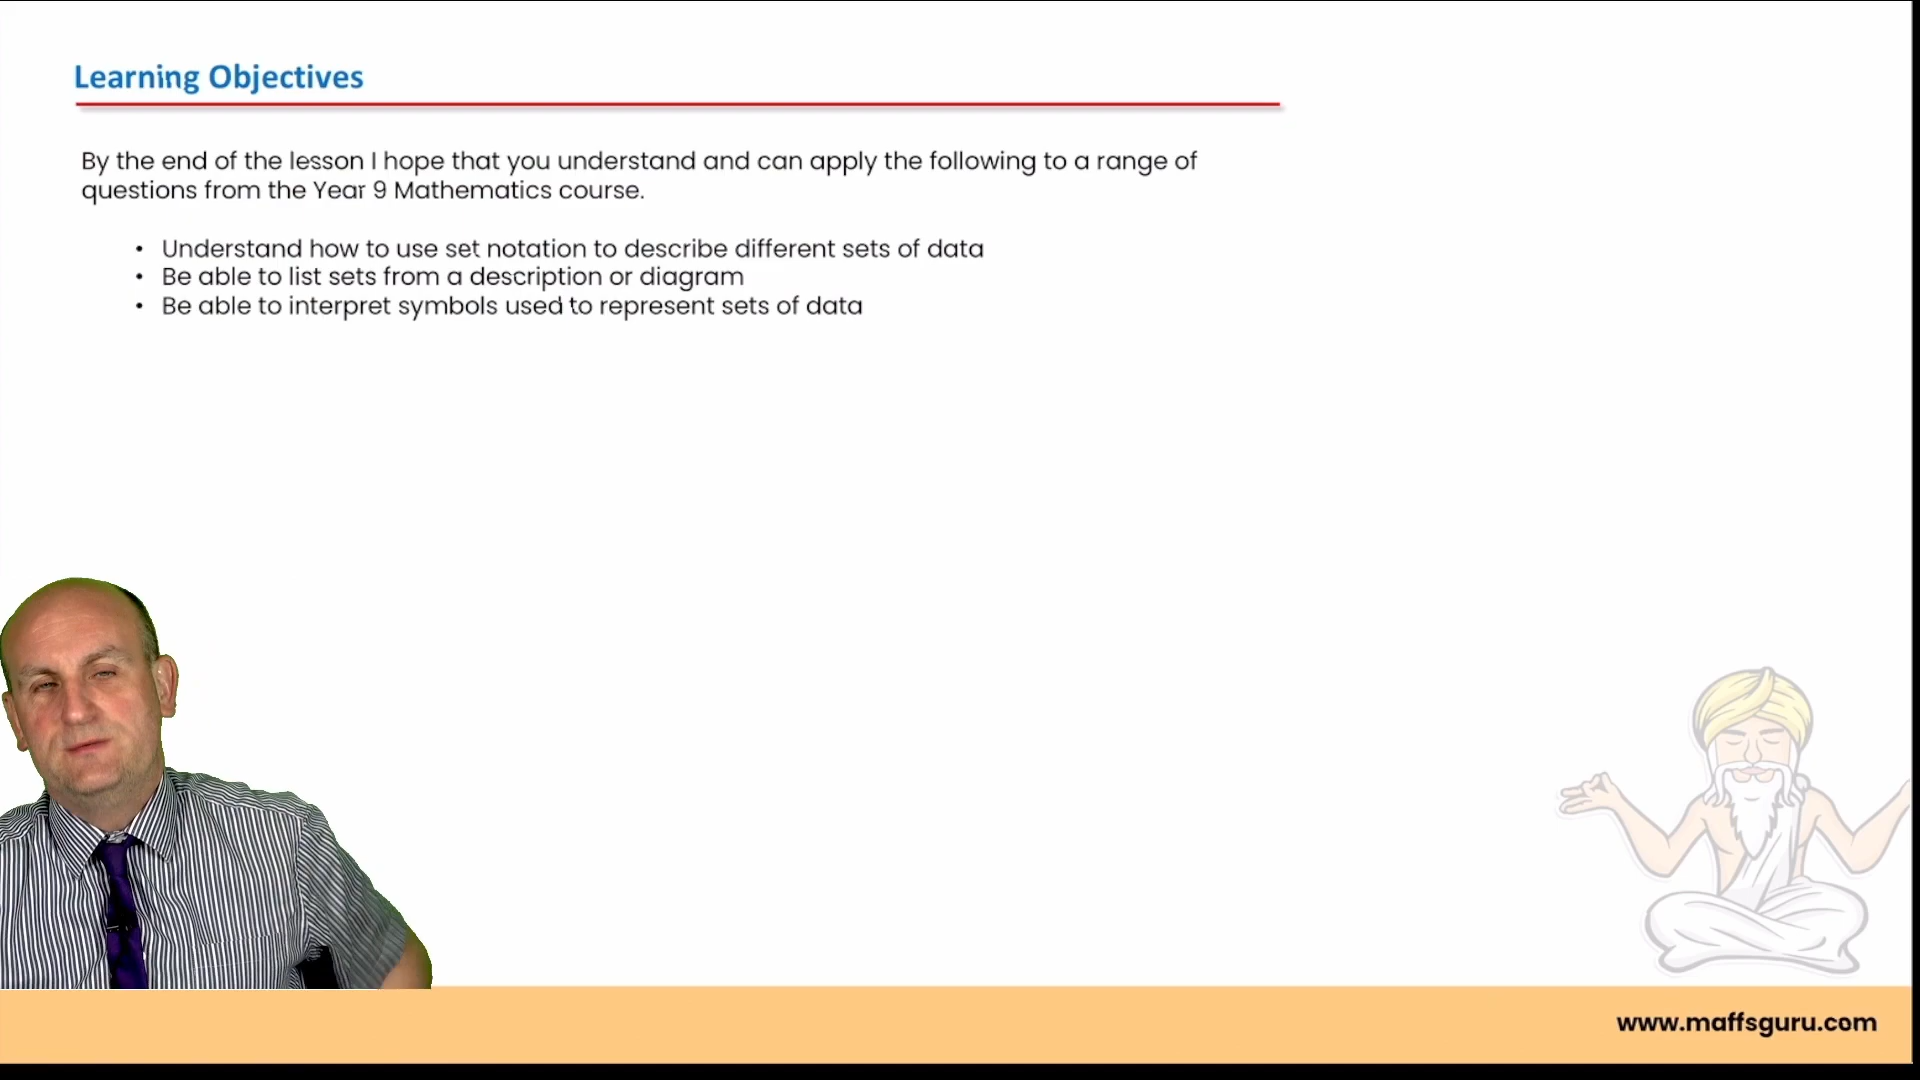 Learning Objectives
By the end of the lesson I hope that you understand and can apply the following to a range of
questions from the Year 9 Mathematics course.
• Understand how to use set notation to describe different sets of data
• Be able to list sets from a description or diagram
• Be able to interpret symbols used to represent sets of data
www.maffsguru.com